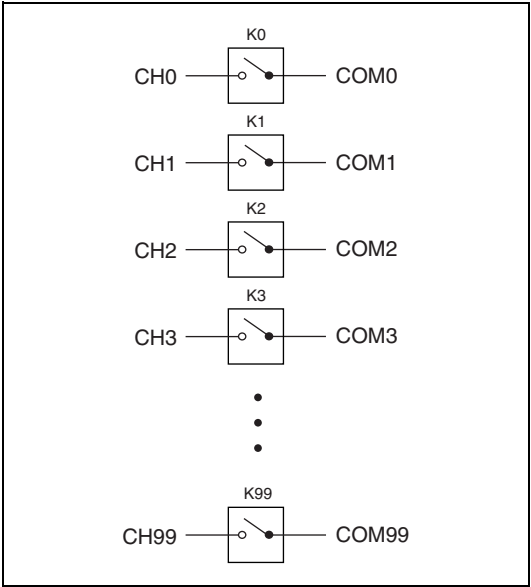 K0
CH0 COM0
K1
CH1 COM1
K2
CH2 COM2
K3
CH3 COM3
K99
CH99 COM99